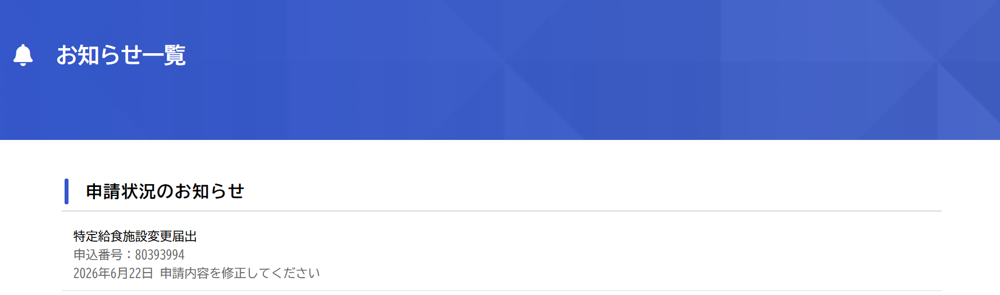 お知らせ一覧
申請状況のお知らせ
特定給食施設変更届出
申込番号：80393994
2026年6月22日 申請内容を修正してください